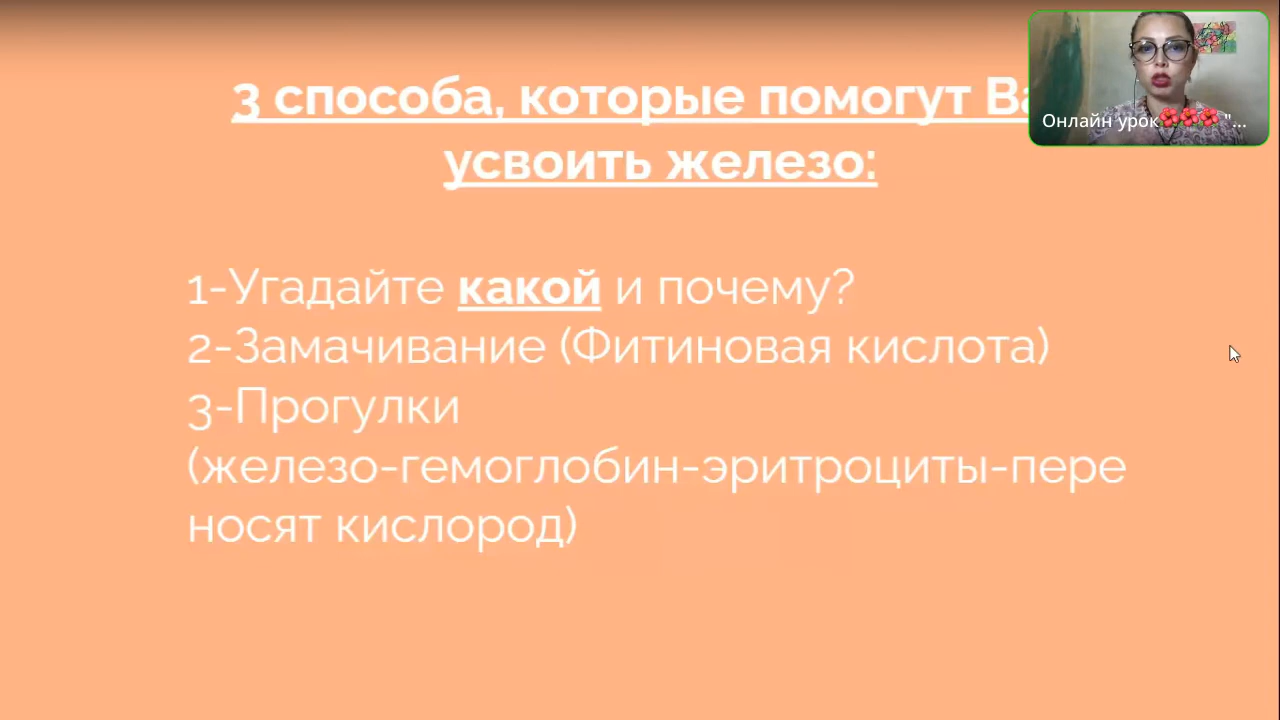 3 способа, которые помогут
усвоить железо:
1-Угадайте какой и почему?
2-Замачивание (Фитиновая кислота)
3-Прогулки
(железо-гемоглобин-эритроциты-пере
носят кислород)
Онлайн урок🌺🌺🌺 "...